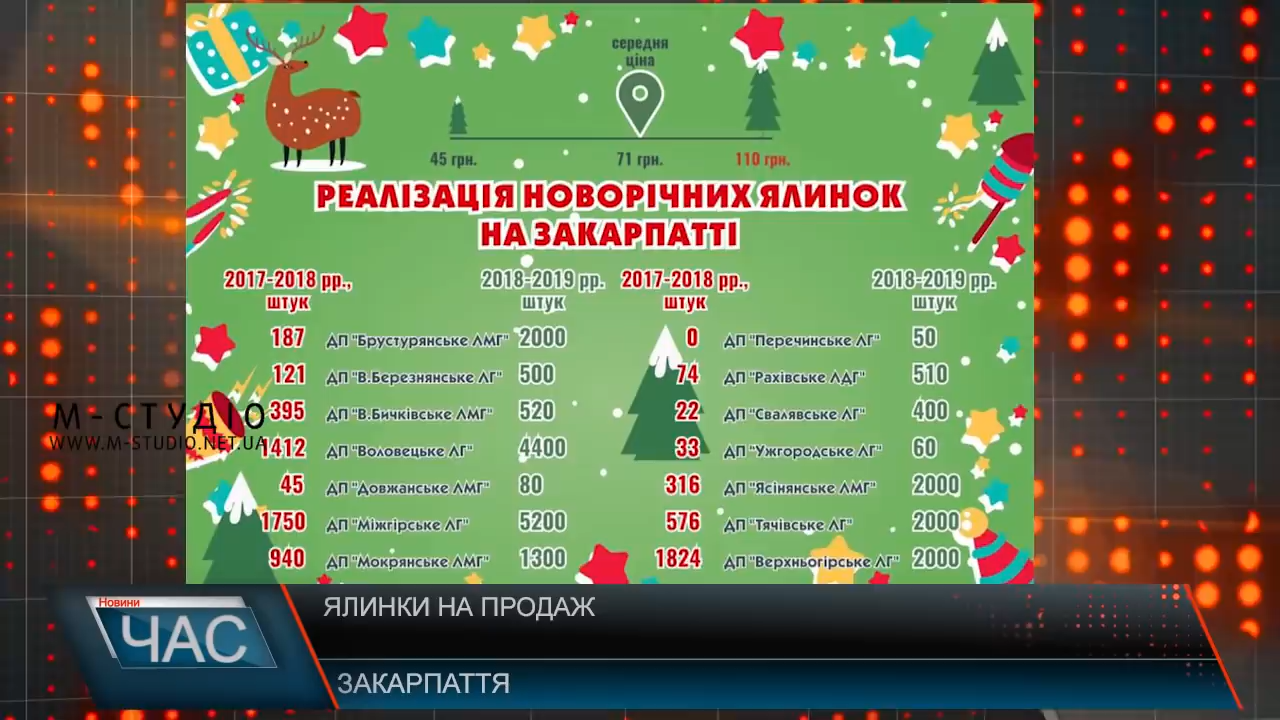 середня
ціна
45 грн.
71 грн.
110 грн.
РЕАЛІЗАЦІЯ НОВОРІЧНИХ ЯЛИНОК
НА ЗАКАРПАТТІ
2017-2018 рр.,
штук
2018-2019 рр.
штук
2017-2018 рр.,
штук
2018-2019 рр.
штук
187 ДП "Брустурянське ЛМГ" 2000
0 ДП "Перечинське ЛГ" 50
121 ДП "В.Березнянське ЛГ" 500
74 ДП "Рахівське ЛДГ" 510
395 ДП "В.Бичківське ЛМГ" 520
22 ДП "Свалявське ЛГ" 400
1412 ДП "Воловецьке ЛГ" 4400
33 ДП "Ужгородське ЛГ" 60
45 ДП "Довжанське ЛМГ" 80
316 ДП "Ясінянське ЛМГ" 2000
1750 ДП "Міжгірське ЛГ" 5200
576 ДП "Тячівське ЛГ" 2000
940 ДП "Мокрянське ЛМГ" 1300
1824 ДП "Верхньогірське ЛГ" 2000
М-СТУДІО
WWW.M-STUDIO.NET.UA
Новини
ЧАС
ЯЛИНКИ НА ПРОДАЖ
ЗАКАРПАТТЯ